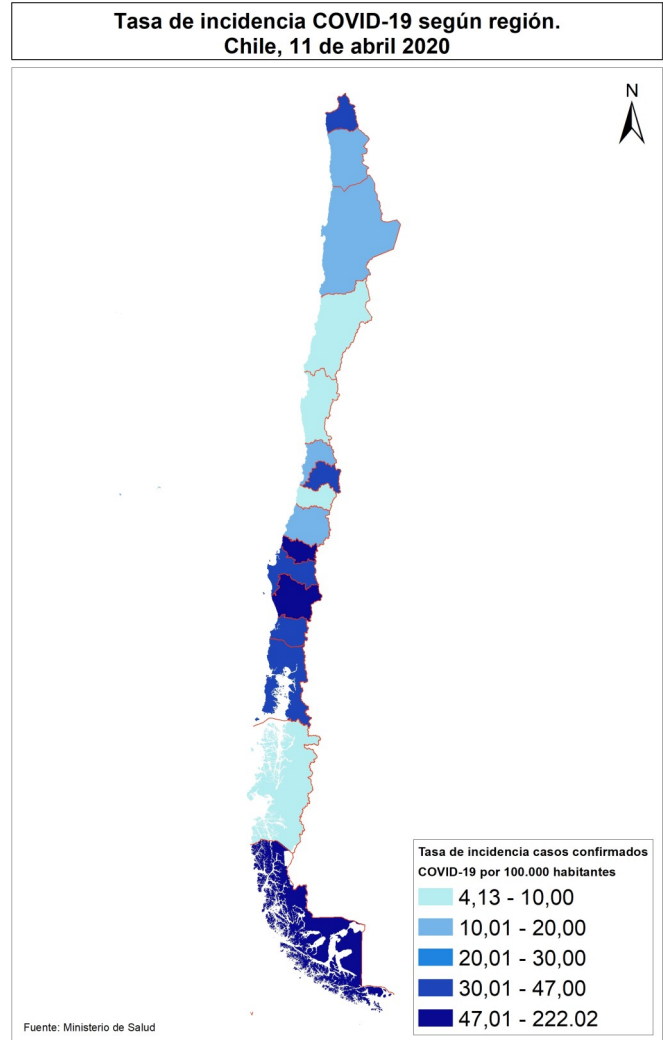 Tasa de incidencia COVID-19 según región.
Chile, 11 de abril 2020
N
Tasa de incidencia casos confirmados
COVID-19 por 100.000 habitantes
4,13 - 10,00
10,01 - 20,00
20,01 - 30,00
30,01 - 47,00
47,01 - 222.02
Fuente: Ministerio de Salud